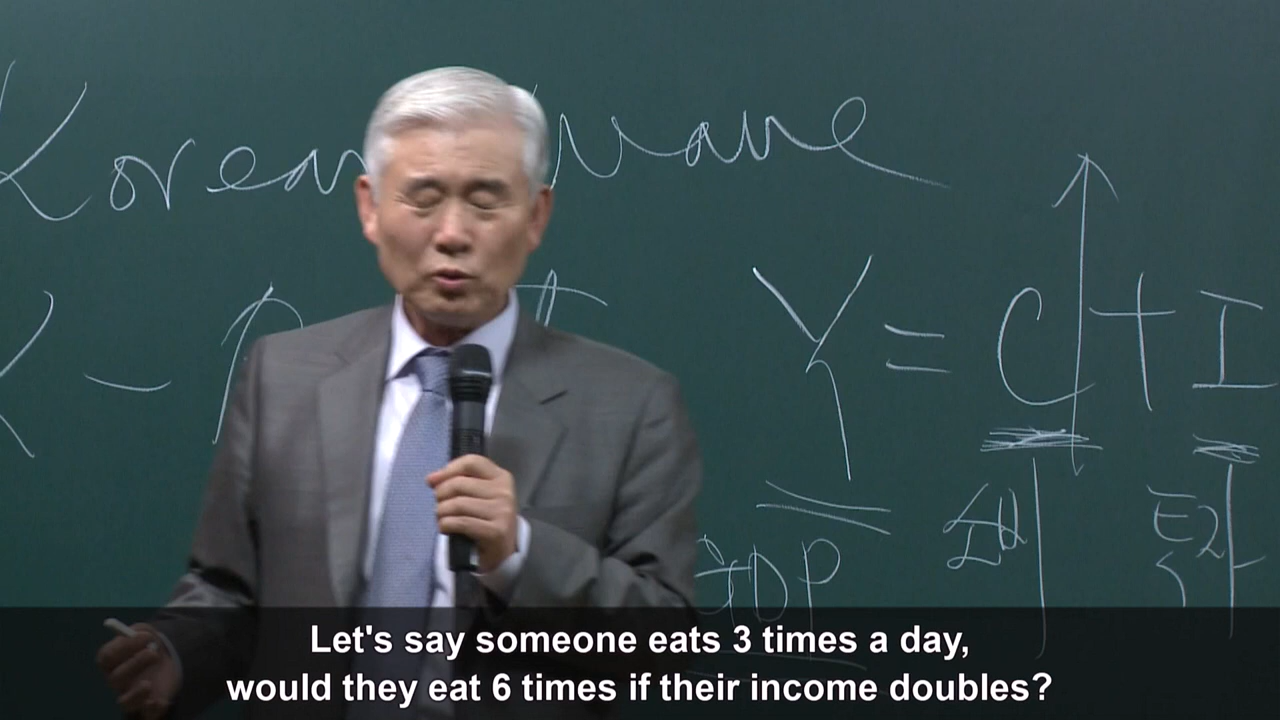 Korean Wave
K - P
Y = C + I
GDP 소비 투자
Let's say someone eats 3 times a day,
would they eat 6 times if their income doubles?